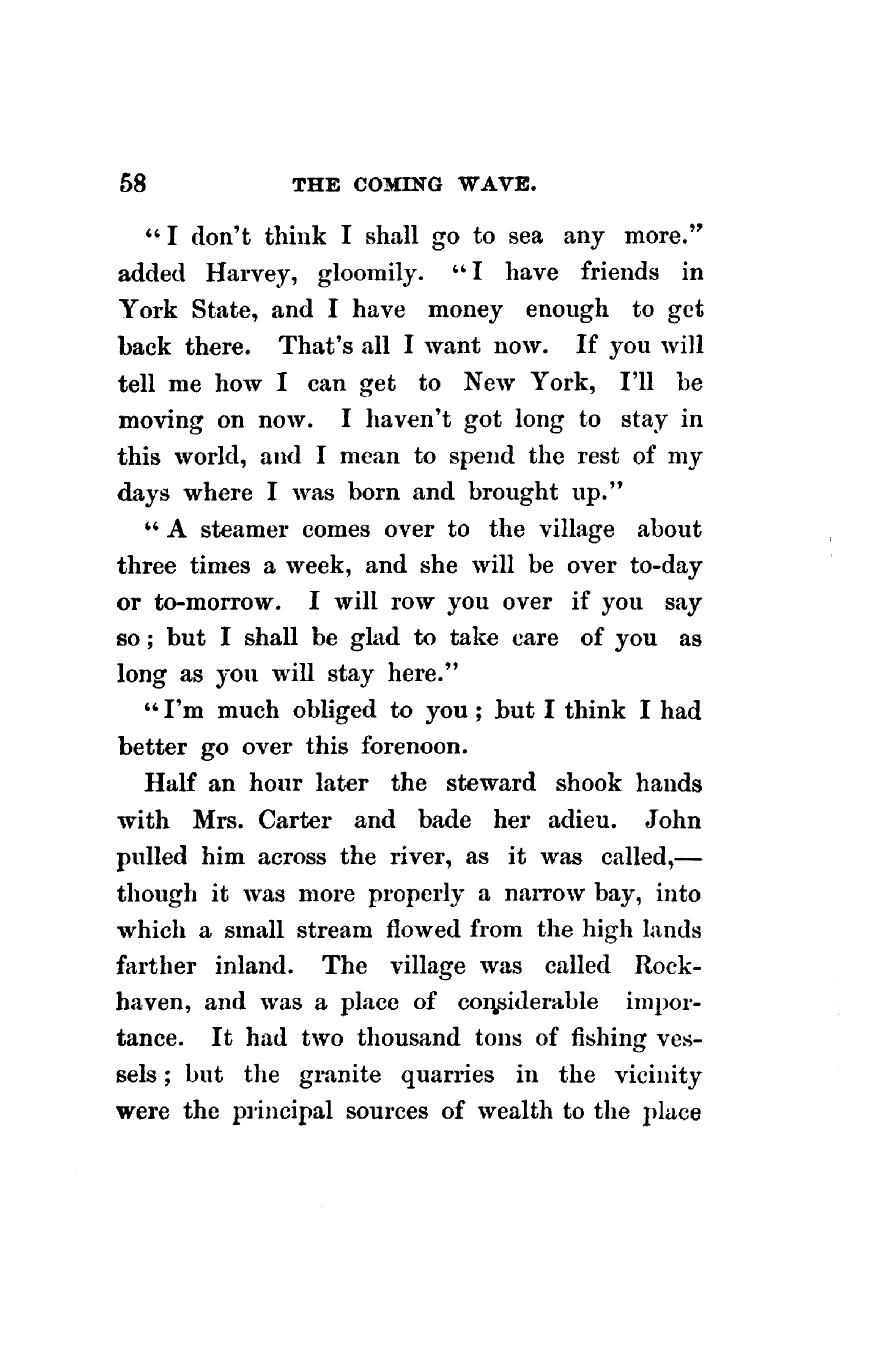 58 THE COMING WAVE.
“I don’t think I shall go to sea any more.”
added Harvey, gloomily. “I have friends in
York State, and I have money enough to get
back there. That’s all I want now. If you will
tell me how I can get to New York, I’ll be
moving on now. I haven’t got long to stay in
this world, and I mean to spend the rest of my
days where I was born and brought up.”
“A steamer comes over to the village about
three times a week, and she will be over to-day
or to-morrow. I will row you over if you say
so; but I shall be glad to take care of you as
long as you will stay here.”
“I’m much obliged to you; but I think I had
better go over this forenoon.
Half an hour later the steward shook hands
with Mrs. Carter and bade her adieu. John
pulled him across the river, as it was called,—
though it was more properly a narrow bay, into
which a small stream flowed from the high lands
farther inland. The village was called Rock-
haven, and was a place of considerable impor-
tance. It had two thousand tons of fishing ves-
sels; but the granite quarries in the vicinity
were the principal sources of wealth to the place